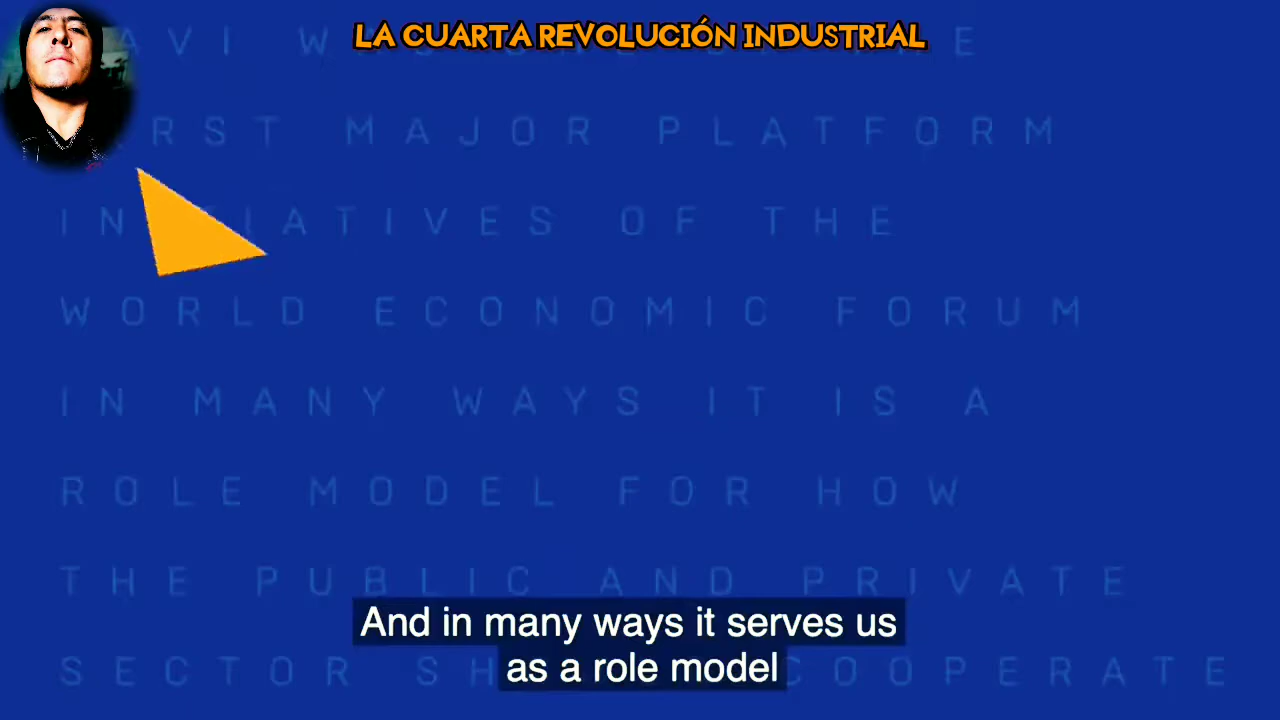 LA CUARTA REVOLUCIÓN INDUSTRIAL
MAJOR PLATFORM
OF THE
WORLD ECONOMIC FORUM
IN MANY WAYS IT IS A
ROLE MODEL FOR HOW
THE PUBLIC AND PRIVATE
SECTOR COOPERATE
And in many ways it serves us
as a role model